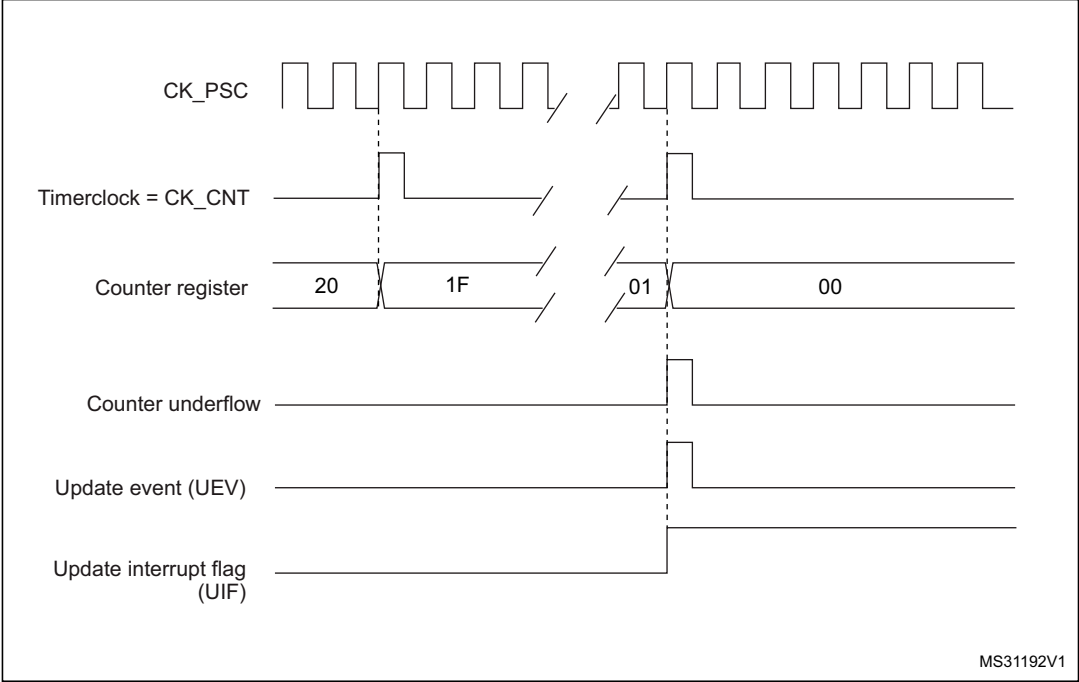 CK_PSC
Timerclock = CK_CNT
Counter register
20
1F
01
00
Counter underflow
Update event (UEV)
Update interrupt flag
(UIF)
MS31192V1